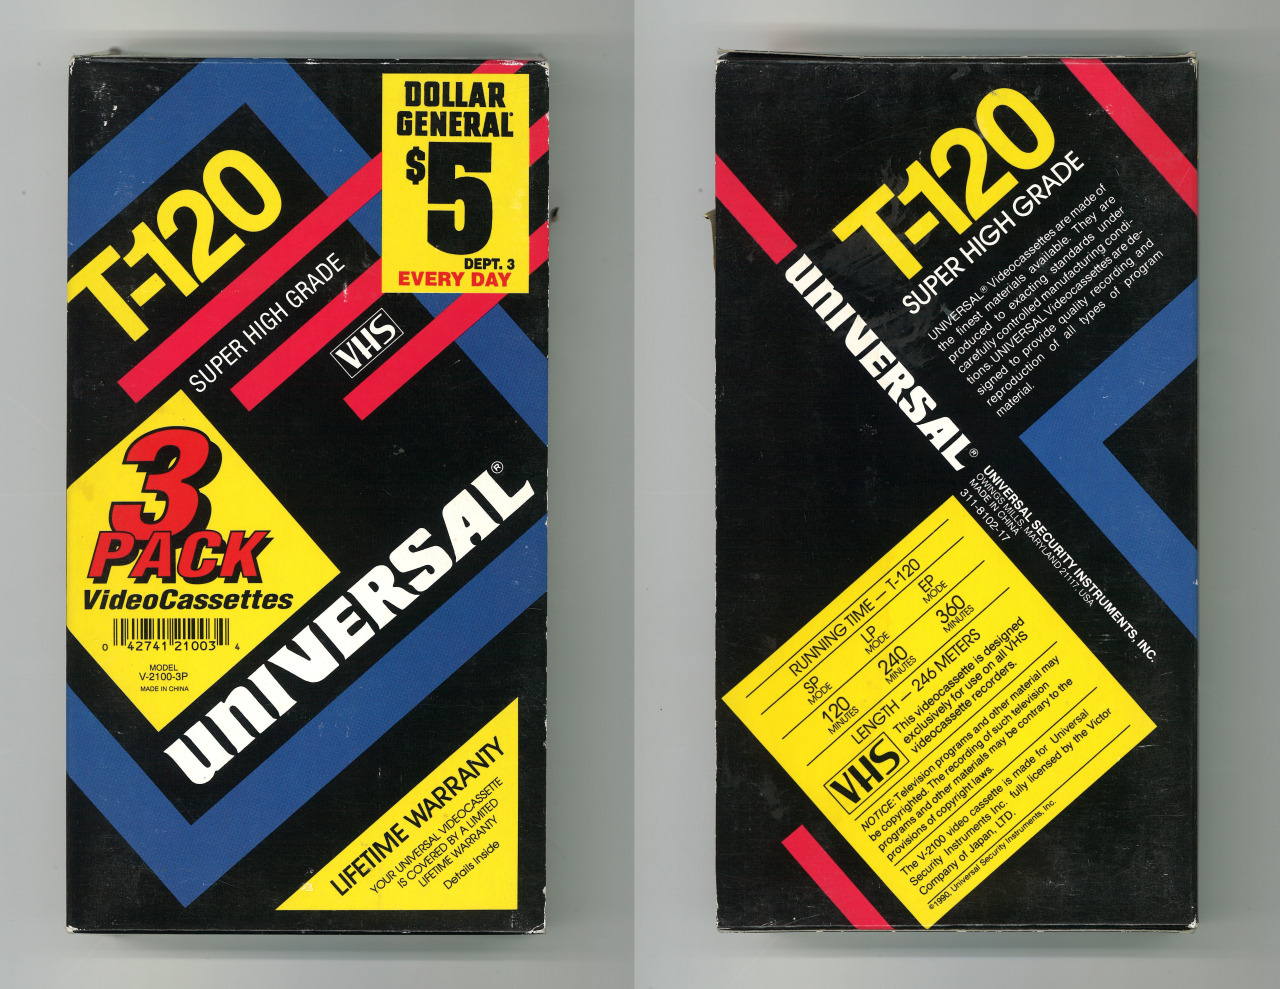 DOLLAR
GENERAL
$5
DEPT. 3
EVERY DAY
T-120
SUPER HIGH GRADE
VHS
3
PACK
VideoCassettes
0 42741 21003 4
MODEL
V-2100-3P
MADE IN CHINA
UNIVERSAL®
LIFETIME WARRANTY
YOUR UNIVERSAL VIDEOCASSETTE
IS COVERED BY A LIMITED
LIFETIME WARRANTY
Details Inside
T-120
SUPER HIGH GRADE
UNIVERSAL® Videocassettes are made of
the finest materials available. They are
produced to exacting standards under
carefully controlled manufacturing condi-
tions. UNIVERSAL Videocassettes are de-
signed to provide quality recording and
reproduction of all types of program
material.
UNIVERSAL®
UNIVERSAL SECURITY INSTRUMENTS, INC.
OWINGS MILLS, MARYLAND 21117, USA
MADE IN CHINA
311-8102-17
RUNNING TIME — T-120
SP MODE LP MODE EP MODE
120 MINUTES 240 MINUTES 360 MINUTES
LENGTH — 246 METERS
VHS
This videocassette is designed
exclusively for use on all VHS
videocassette recorders.
NOTICE: Television programs and other material may
be copyrighted. The recording of such television
programs and other materials may be contrary to the
provisions of copyright laws.
The V-2100 video cassette is made for Universal
Security Instruments Inc. fully licensed by the Victor
Company of Japan, LTD.
©1990. Universal Security Instruments, Inc.